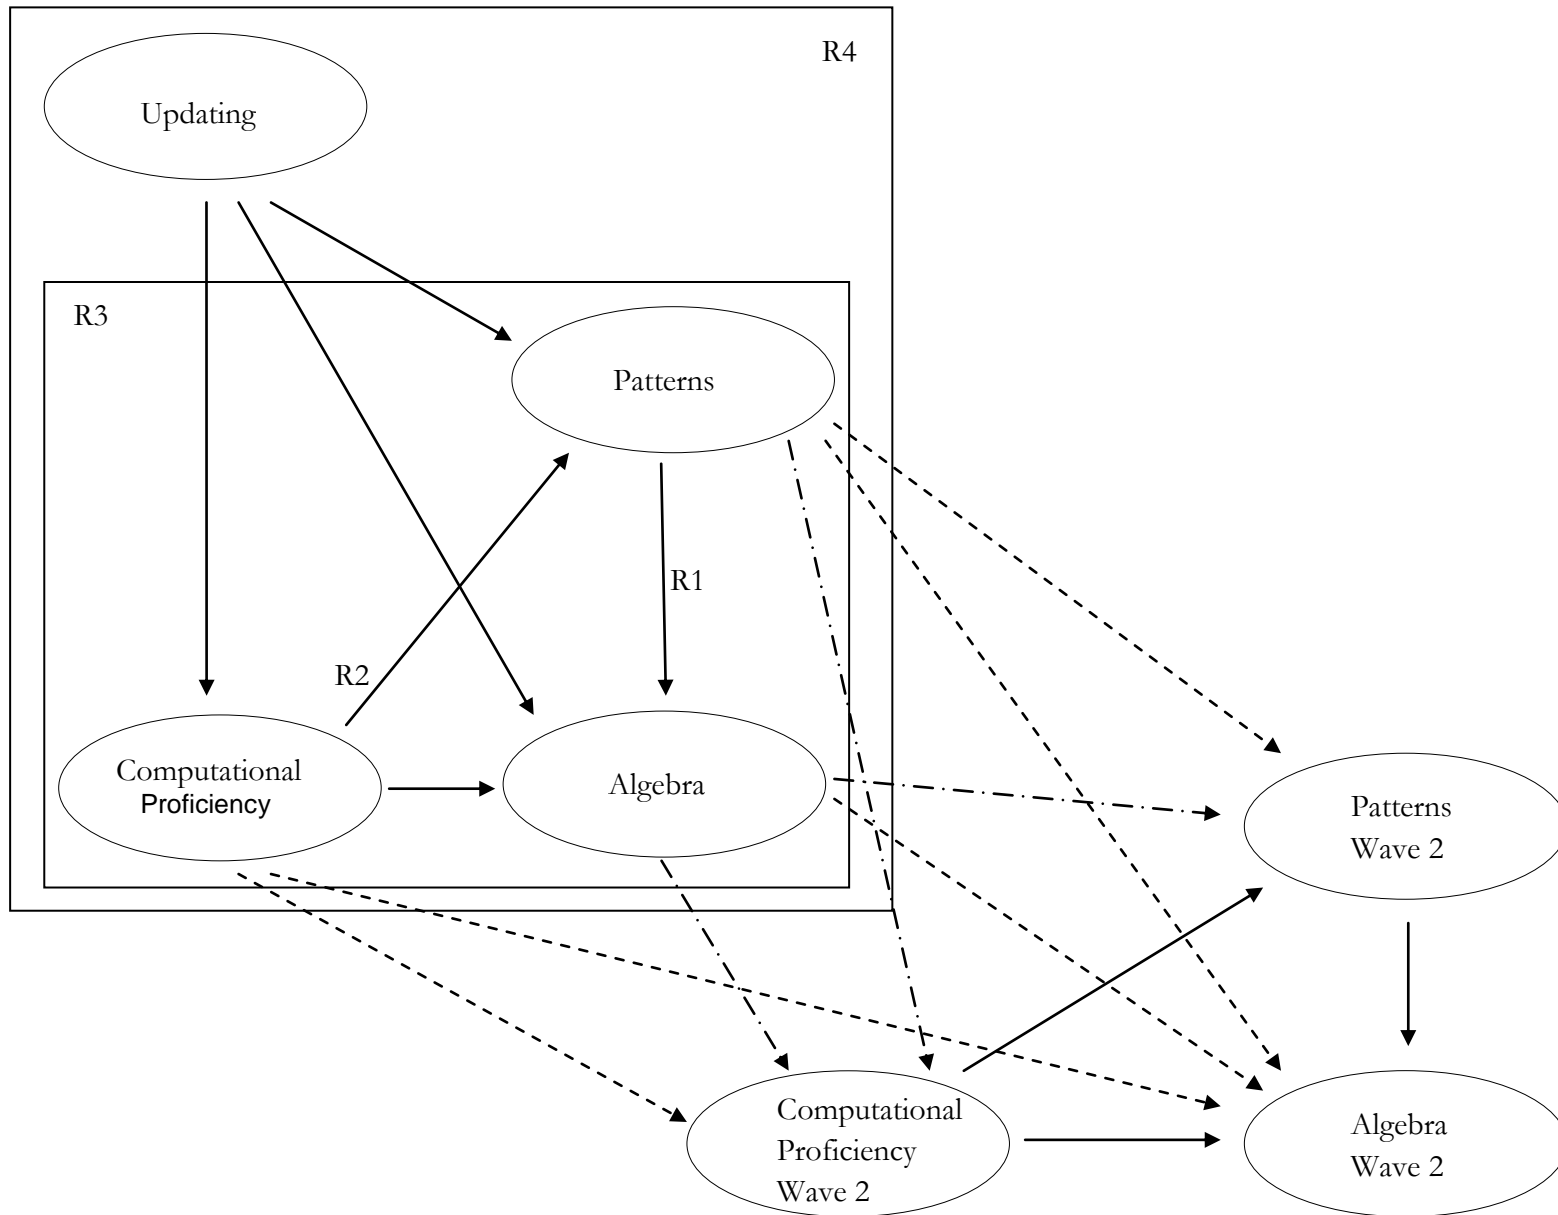 R4
Updating
R3
Patterns
R1
R2
Computational
Proficiency
Algebra
Patterns
Wave 2
Computational
Proficiency
Wave 2
Algebra
Wave 2